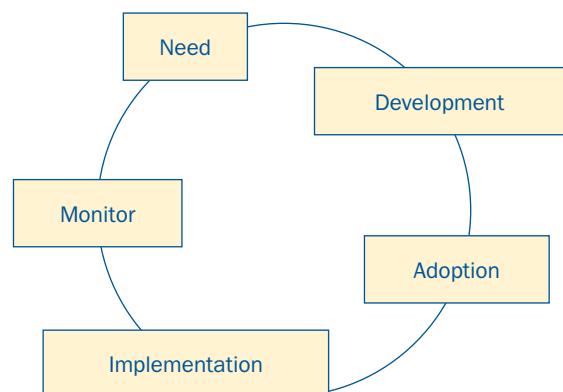 Need
Development
Adoption
Implementation
Monitor